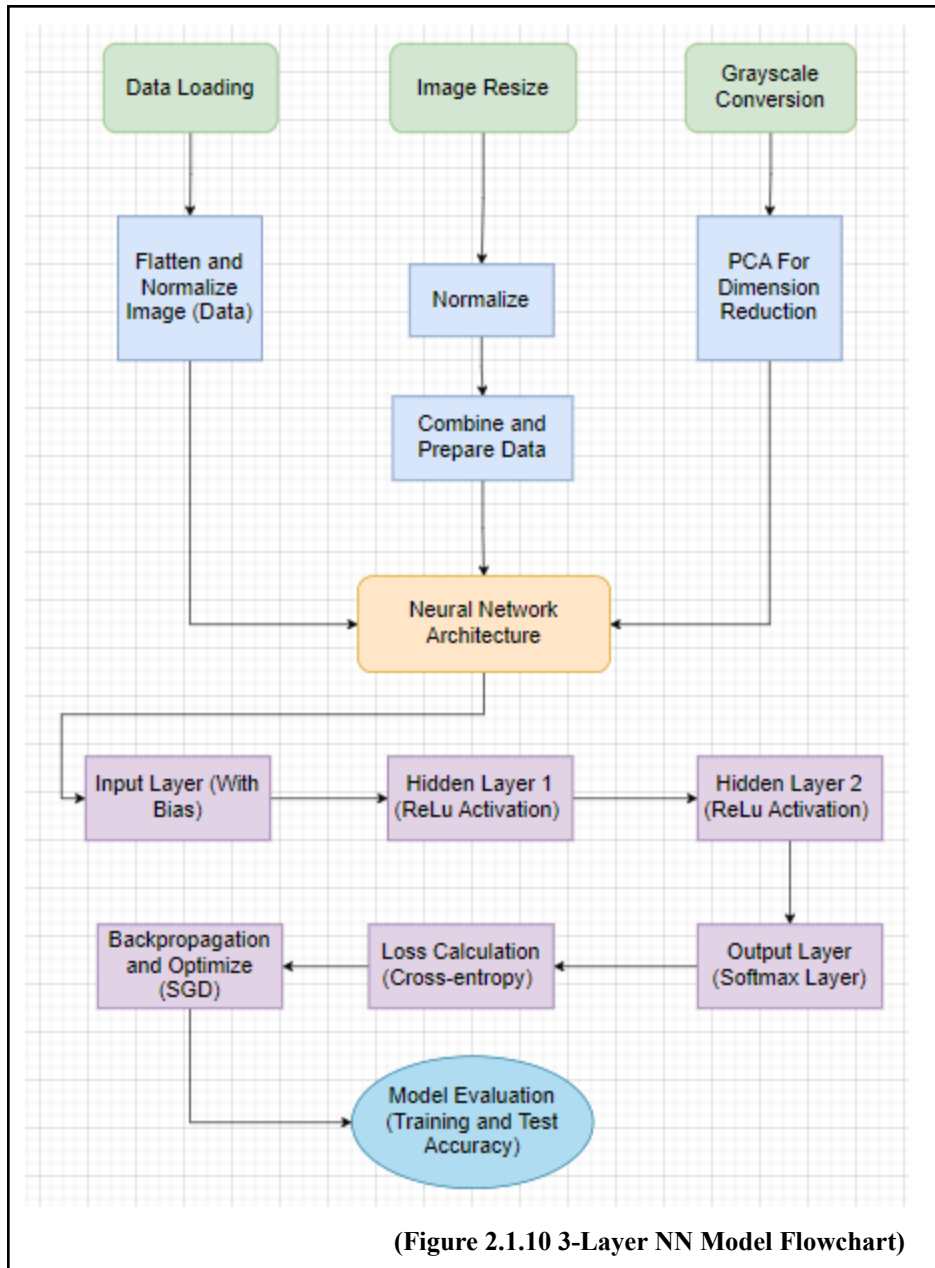 Data Loading
Image Resize
Grayscale
Conversion
Flatten and
Normalize
Image (Data)
Normalize
PCA For
Dimension
Reduction
Combine and
Prepare Data
Neural Network
Architecture
Input Layer (With
Bias)
Hidden Layer 1
(ReLu Activation)
Hidden Layer 2
(ReLu Activation)
Backpropagation
and Optimize
(SGD)
Loss Calculation
(Cross-entropy)
Output Layer
(Softmax Layer)
Model Evaluation
(Training and Test
Accuracy)
(Figure 2.1.10 3-Layer NN Model Flowchart)